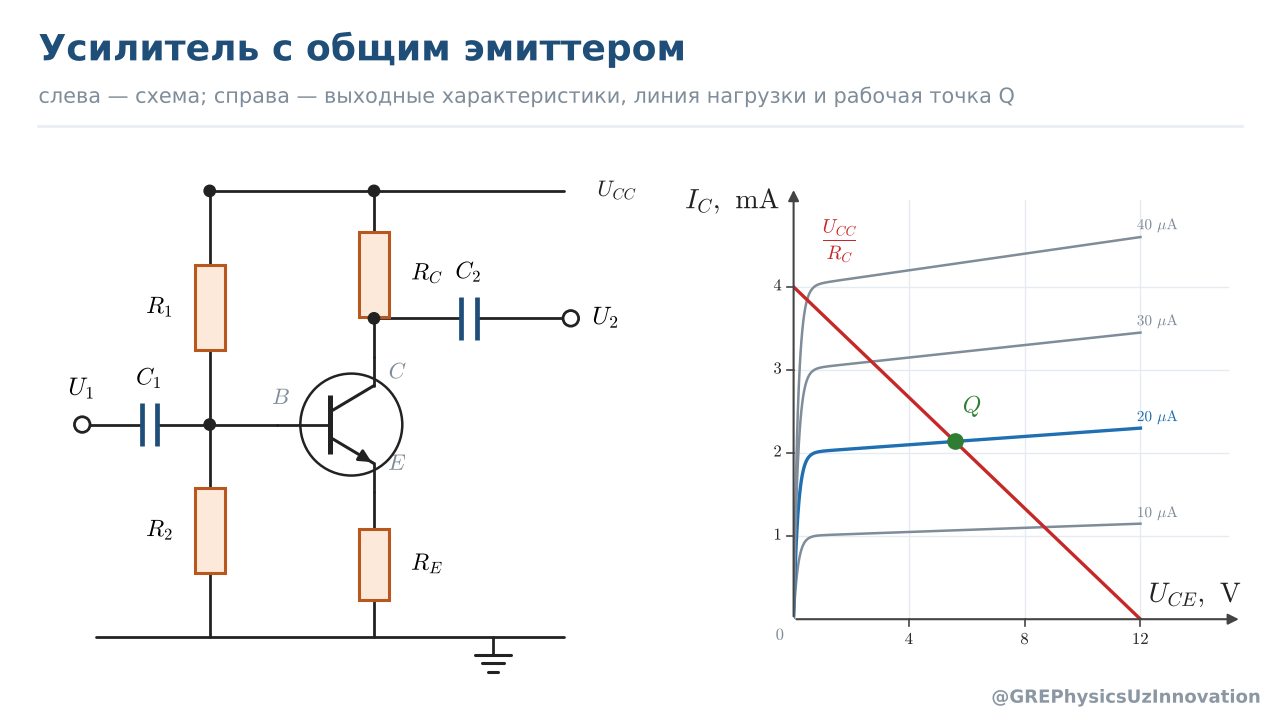 Усилитель с общим эмиттером
слева — схема; справа — выходные характеристики, линия нагрузки и рабочая точка Q
U_CC
R_C
C_2
U_2
R_1
C_1
U_1
B
C
E
R_2
R_E
I_C, mA
U_CC
R_C
40 μA
4
30 μA
3
Q
20 μA
2
10 μA
1
U_CE, V
0
4
8
12
@GREPhysicsUzInnovation